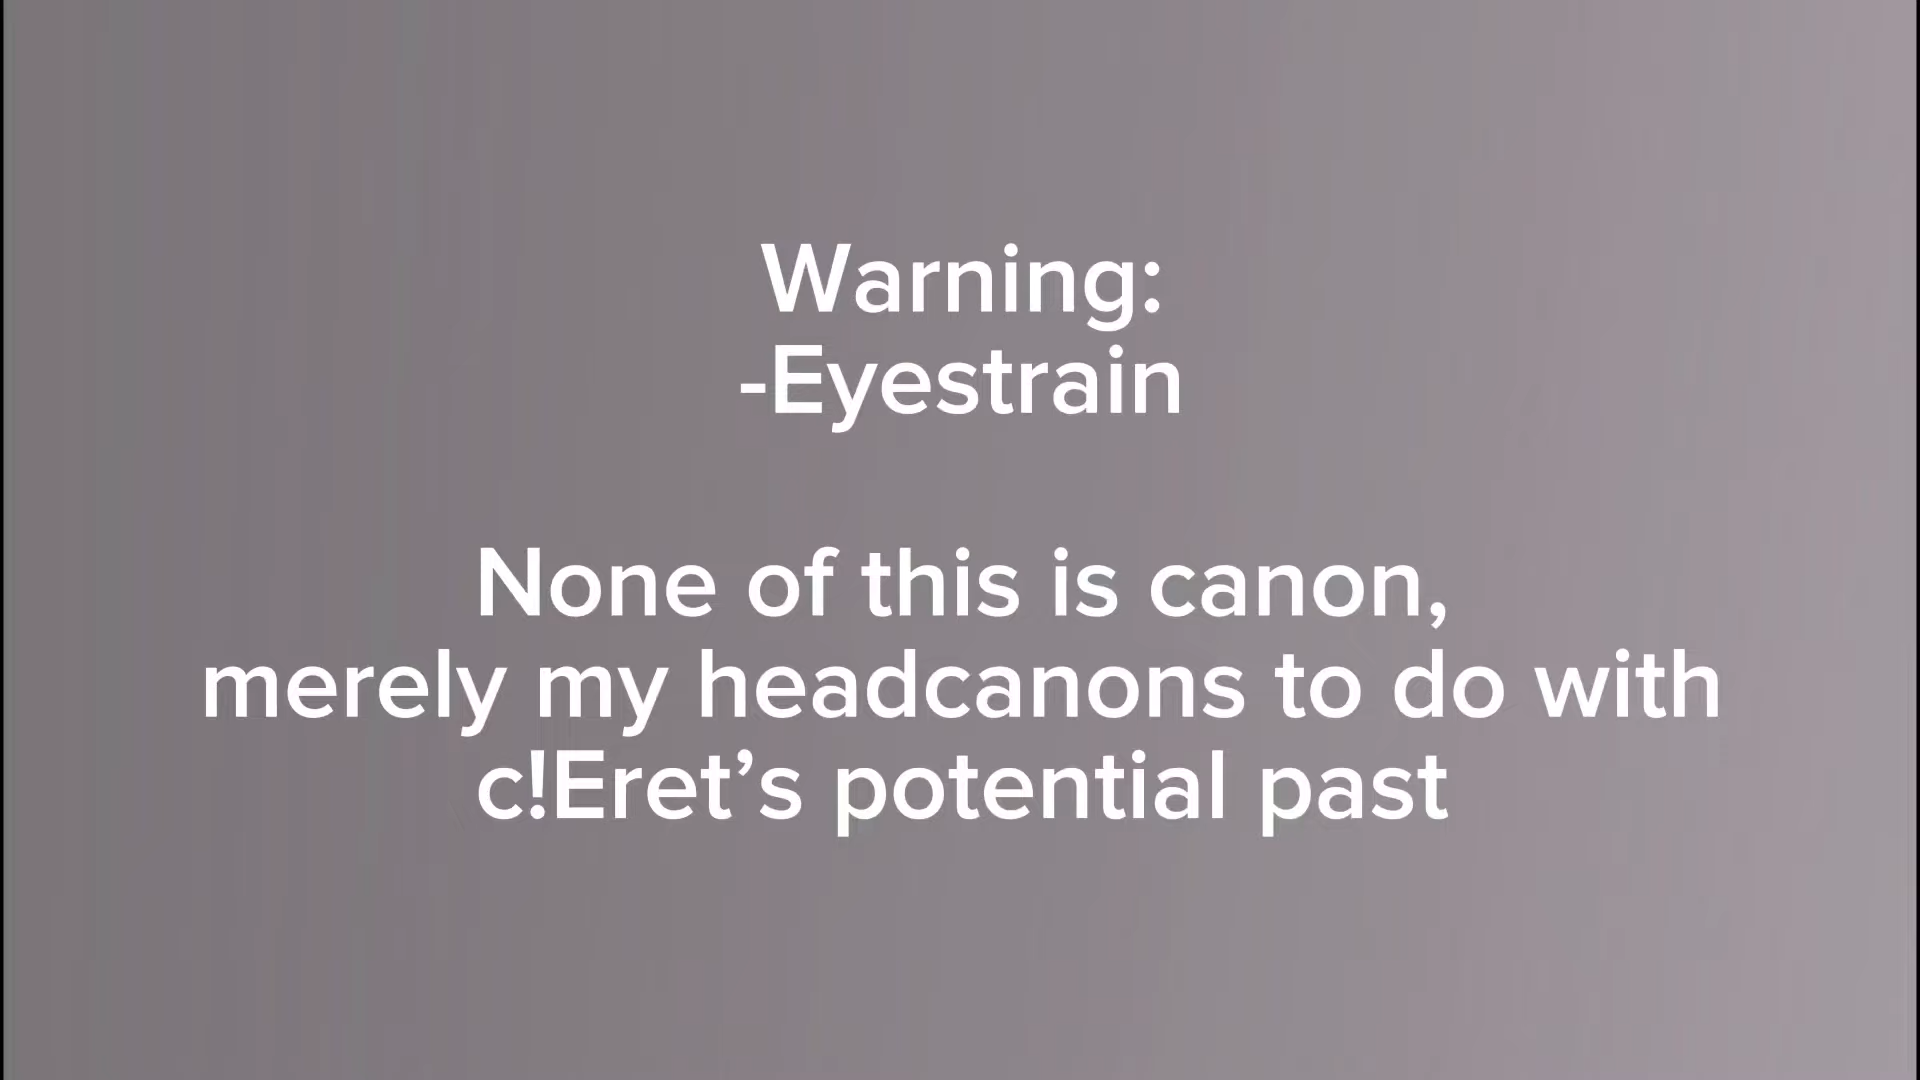 Warning:
-Eyestrain
None of this is canon,
merely my headcanons to do with
c!Eret’s potential past